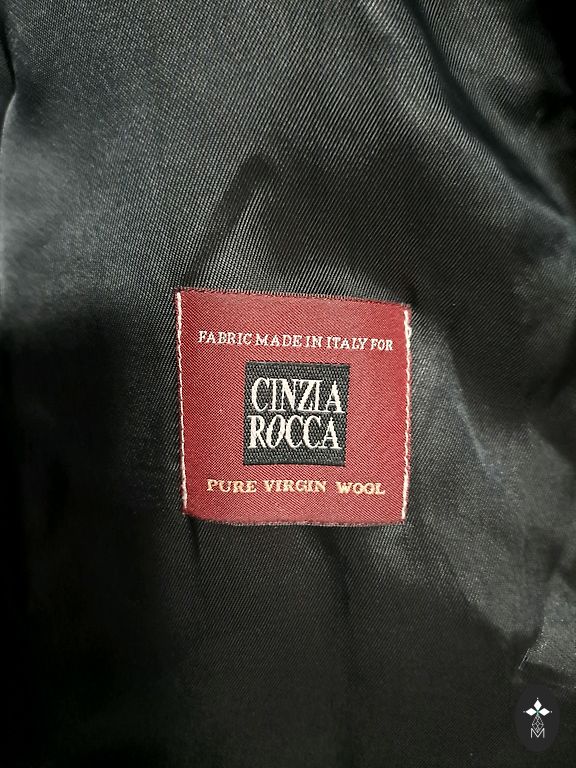 FABRIC MADE IN ITALY FOR
CINZIA
ROCCA
PURE VIRGIN WOOL
M